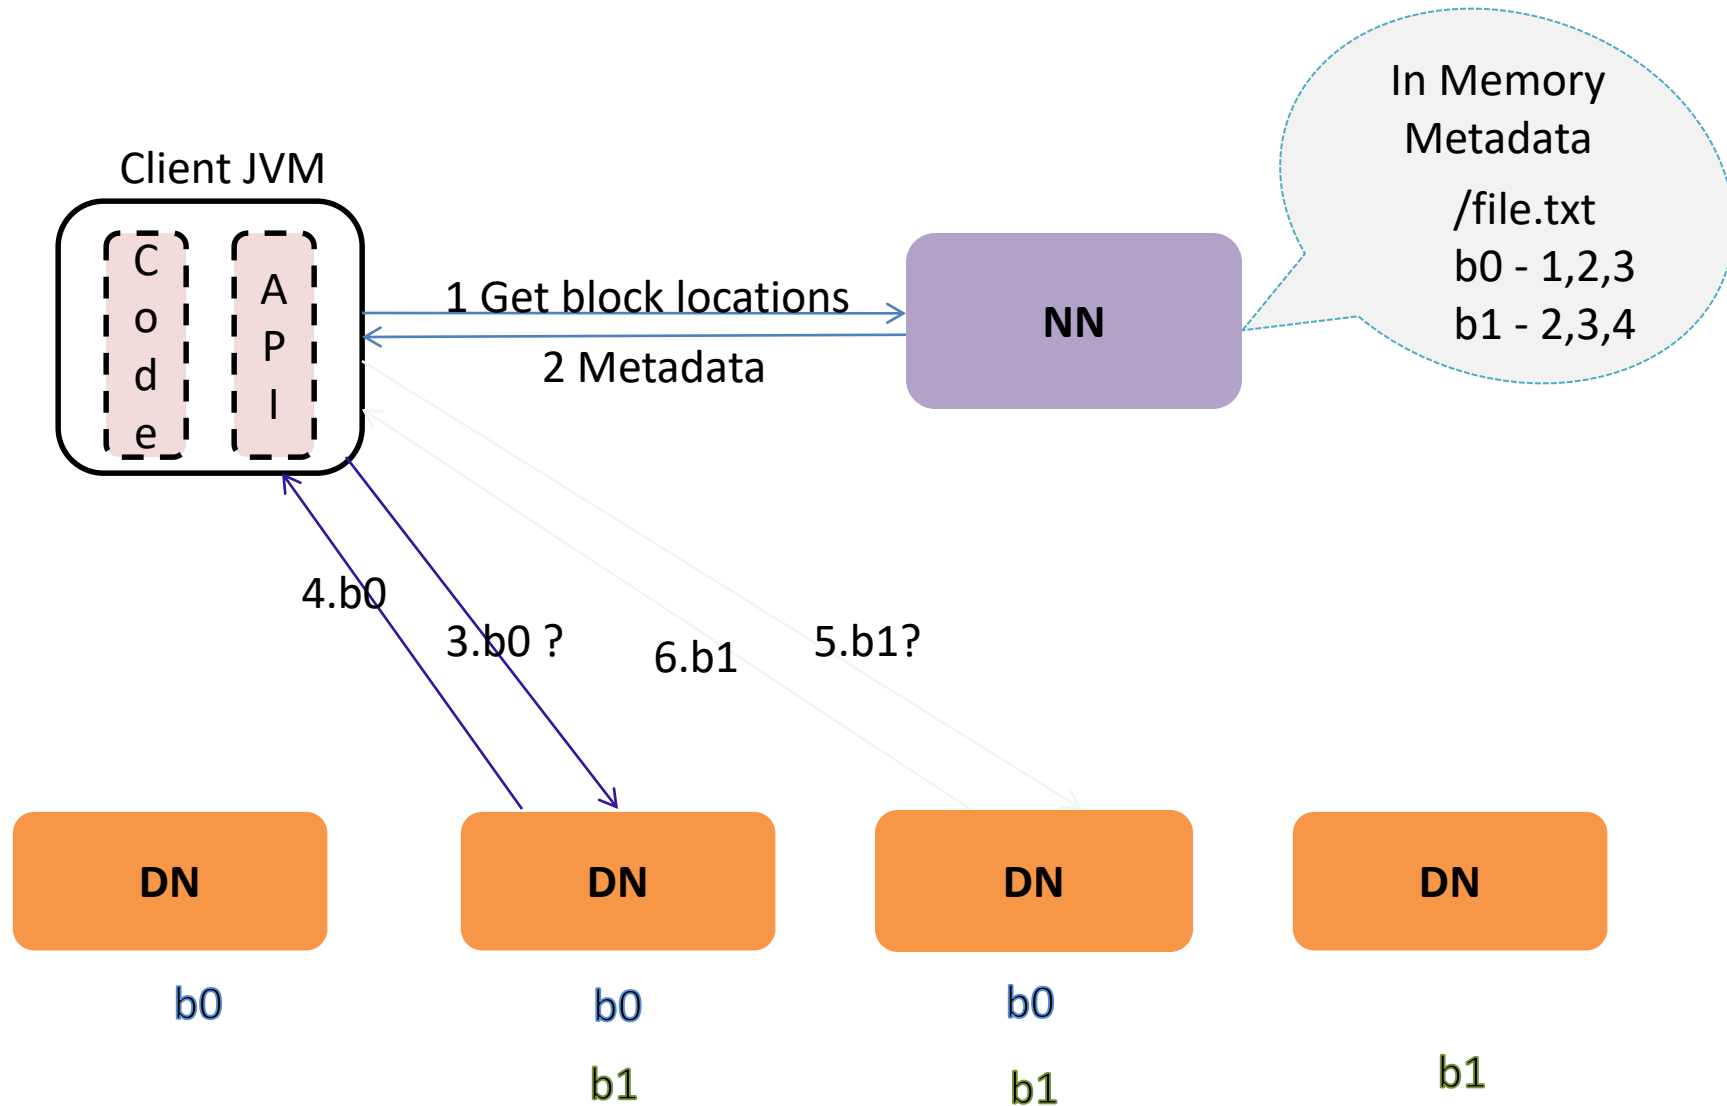 In Memory
Metadata
/file.txt
b0 - 1,2,3
b1 - 2,3,4
Client JVM
Code
API
1 Get block locations
NN
2 Metadata
4.b0
3.b0 ?
6.b1
5.b1?
DN
DN
DN
DN
b0
b0
b0
b1
b1
b1